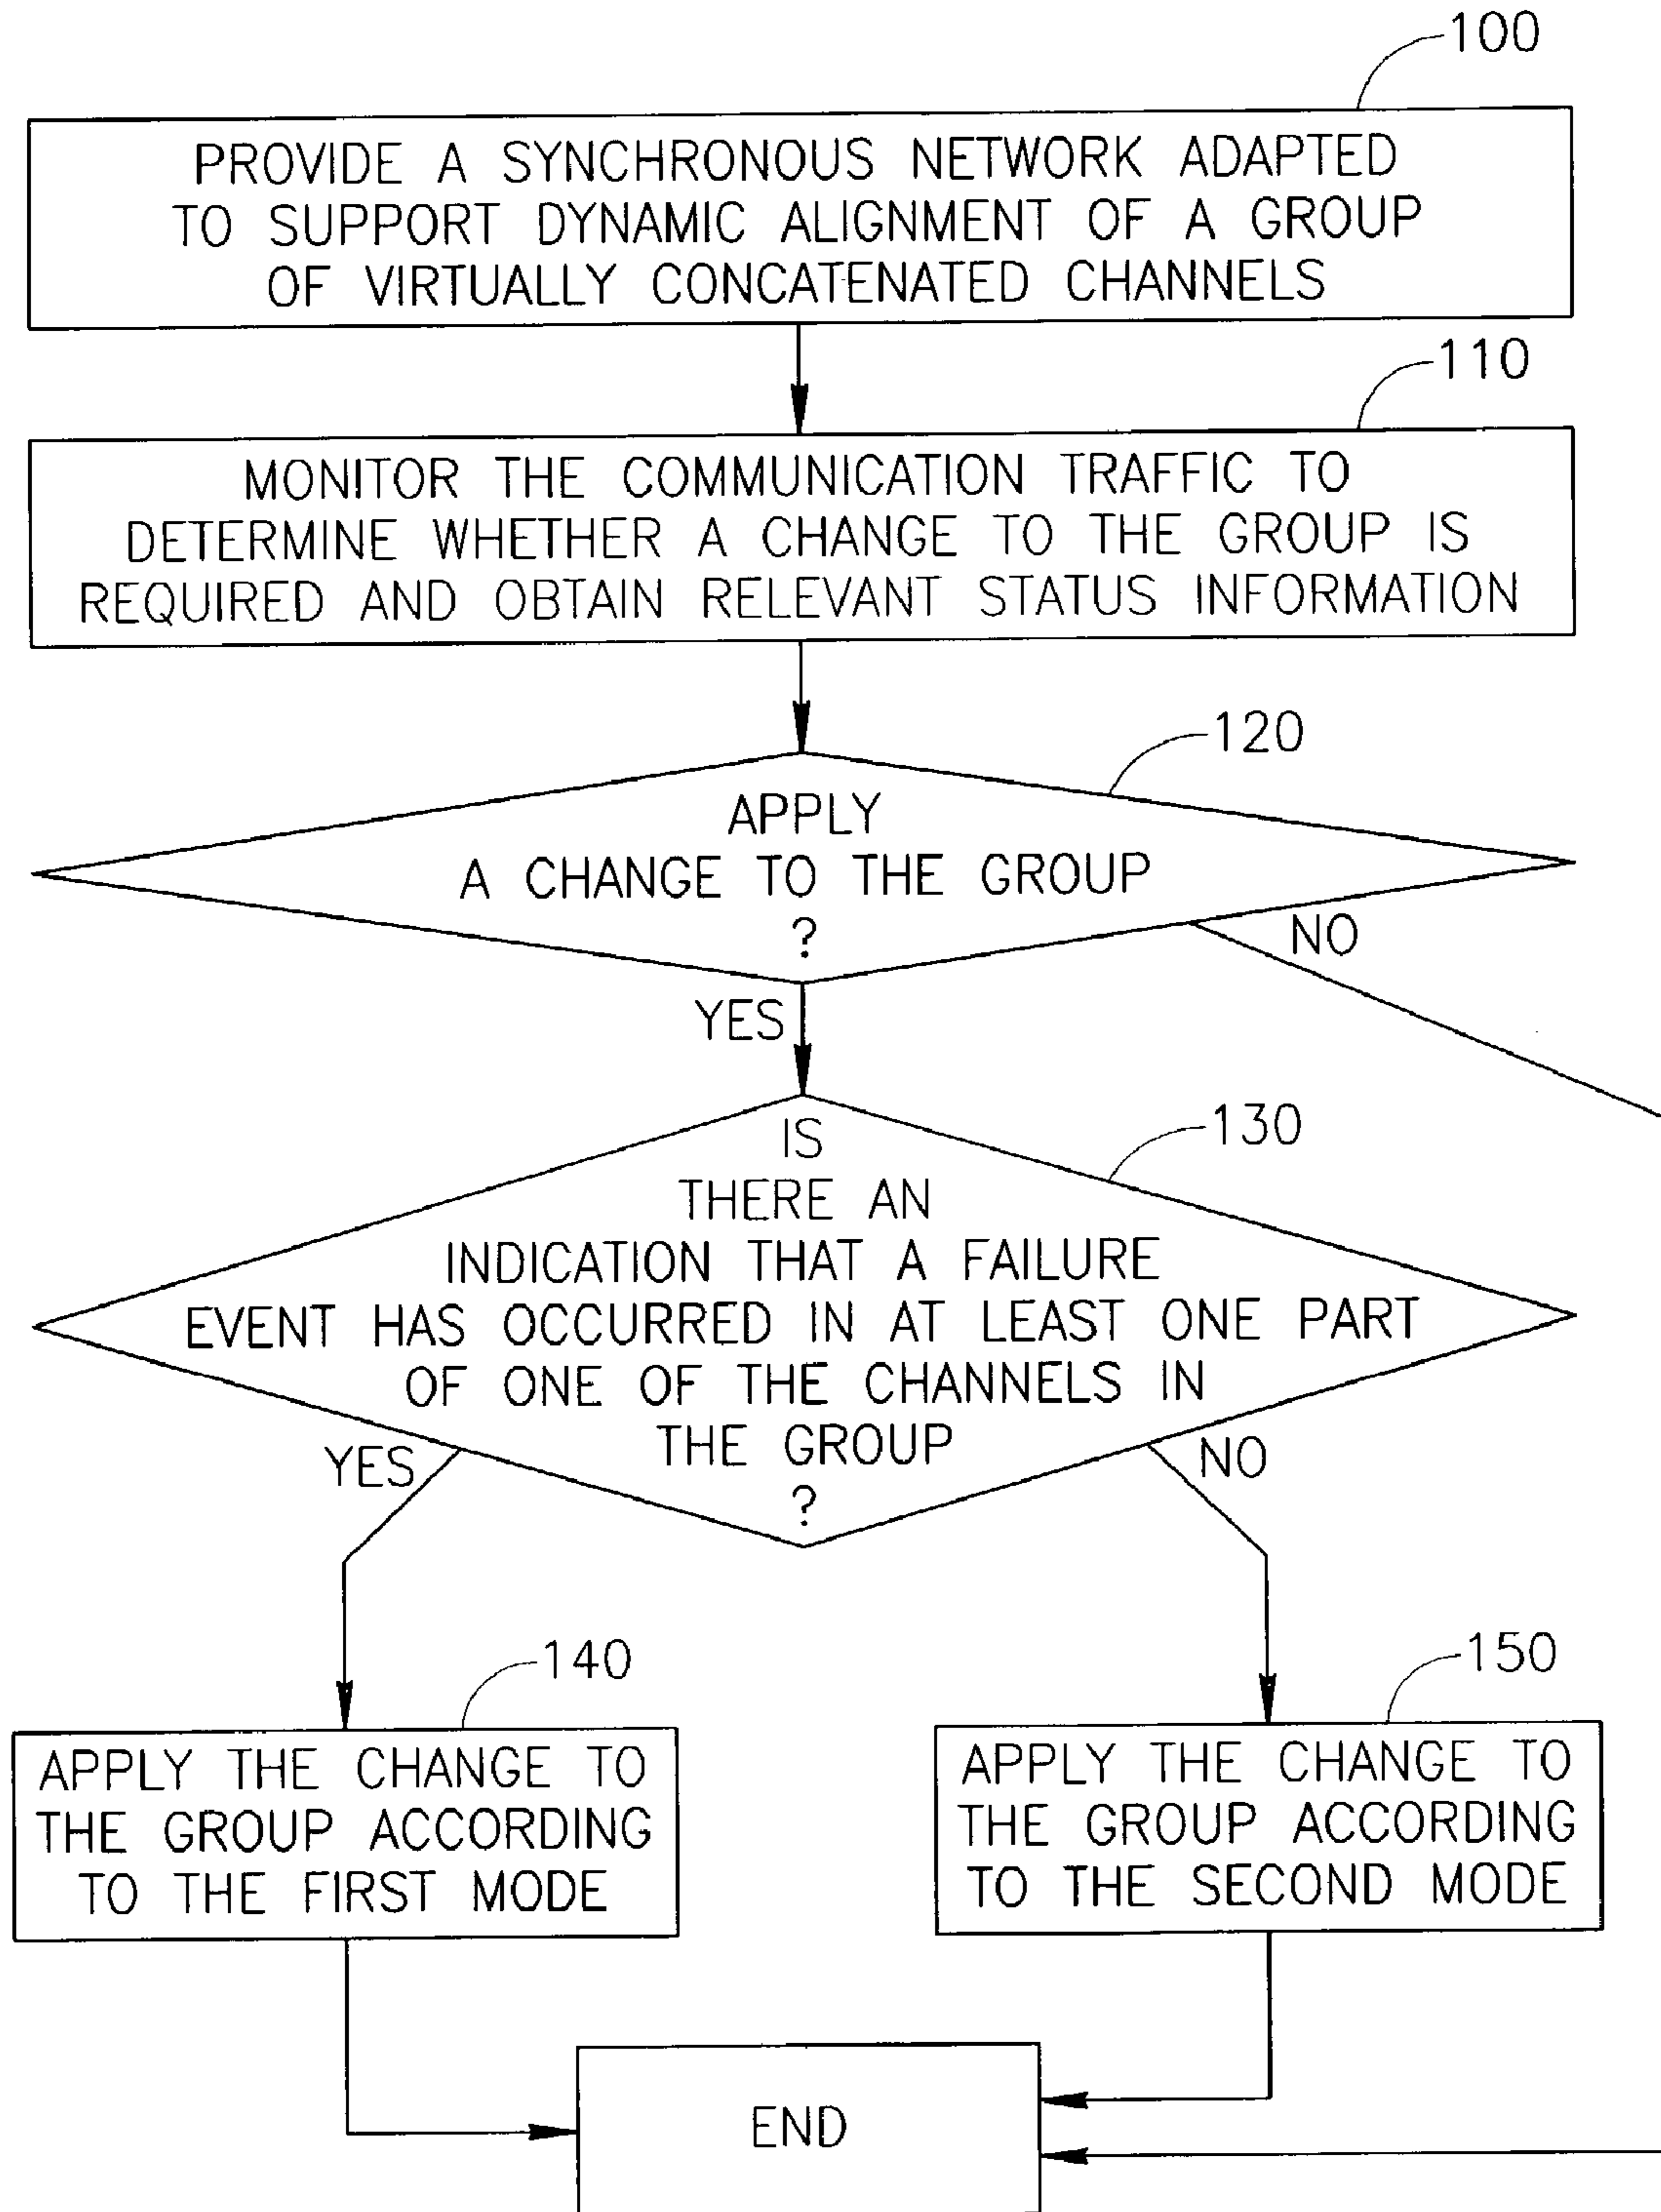 100
PROVIDE A SYNCHRONOUS NETWORK ADAPTED
TO SUPPORT DYNAMIC ALIGNMENT OF A GROUP
OF VIRTUALLY CONCATENATED CHANNELS
110
MONITOR THE COMMUNICATION TRAFFIC TO
DETERMINE WHETHER A CHANGE TO THE GROUP IS
REQUIRED AND OBTAIN RELEVANT STATUS INFORMATION
120
APPLY
A CHANGE TO THE GROUP
?
NO
YES
130
IS
THERE AN
INDICATION THAT A FAILURE
EVENT HAS OCCURRED IN AT LEAST ONE PART
OF ONE OF THE CHANNELS IN
THE GROUP
?
YES
NO
140
APPLY THE CHANGE TO
THE GROUP ACCORDING
TO THE FIRST MODE
150
APPLY THE CHANGE TO
THE GROUP ACCORDING
TO THE SECOND MODE
END